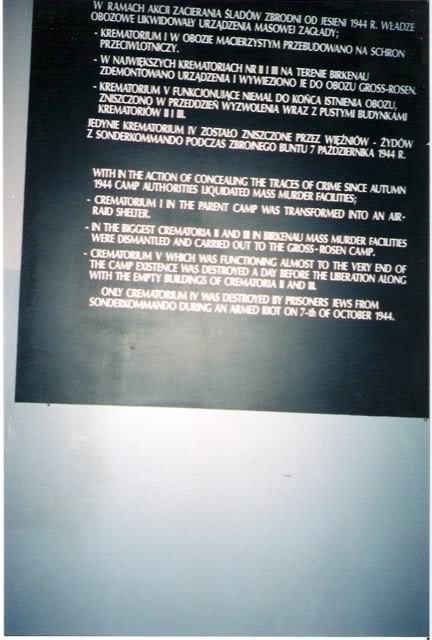 W RAMACH AKCJI ZACIERANIA ŚLADÓW ZBRODNI OD JESIENI 1944 R. WŁADZE
OBOZOWE LIKWIDOWAŁY URZĄDZENIA MASOWEJ ZAGŁADY;
- KREMATORIUM I W OBOZIE MACIERZYSTYM PRZEBUDOWANO NA SCHRON
PRZECIWLOTNICZY.
- W NAJWIĘKSZYCH KREMATORIACH NR II I III NA TERENIE BIRKENAU
ZDEMONTOWANO URZĄDZENIA I WYWIEZIONO JE DO OBOZU GROSS-ROSEN.
- KREMATORIUM V FUNKCJONUJĄCE NIEMAL DO KOŃCA ISTNIENIA OBOZU,
ZNISZCZONO W PRZEDDZIEŃ WYZWOLENIA WRAZ Z PUSTYMI BUDYNKAMI
KREMATORIÓW II I III.
JEDYNIE KREMATORIUM IV ZOSTAŁO ZNISZCZONE PRZEZ WIĘŹNIÓW - ŻYDÓW
Z SONDERKOMMANDO PODCZAS ZBROJNEGO BUNTU 7 PAŹDZIERNIKA 1944 R.
WITH IN THE ACTION OF CONCEALING THE TRACES OF CRIME SINCE AUTUMN
1944 CAMP AUTHORITIES LIQUIDATED MASS MURDER FACILITIES;
- CREMATORIUM I IN THE PARENT CAMP WAS TRANSFORMED INTO AN AIR-
RAID SHELTER.
- IN THE BIGGEST CREMATORIA II AND III IN BIRKENAU MASS MURDER FACILITIES
WERE DISMANTLED AND CARRIED OUT TO THE GROSS-ROSEN CAMP.
- CREMATORIUM V WHICH WAS FUNCTIONING ALMOST TO THE VERY END OF
THE CAMP EXISTENCE WAS DESTROYED A DAY BEFORE THE LIBERATION ALONG
WITH THE EMPTY BUILDINGS OF CREMATORIA II AND III.
ONLY CREMATORIUM IV WAS DESTROYED BY PRISONERS JEWS FROM
SONDERKOMMANDO DURING AN ARMED RIOT ON 7-th OF OCTOBER 1944.